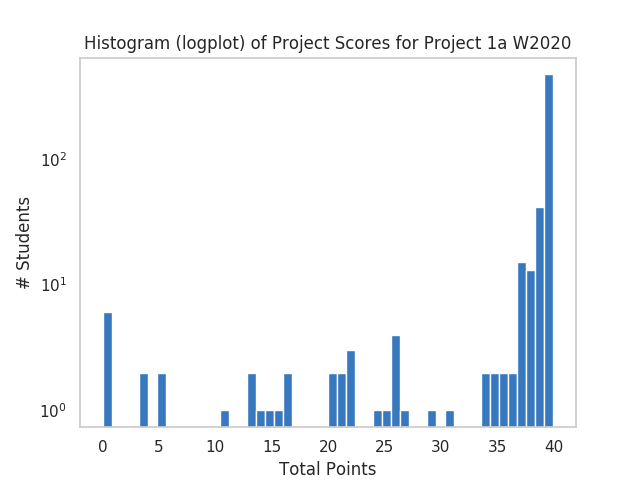 Histogram (logplot) of Project Scores for Project 1a W2020
# Students
10²
10¹
10⁰
0 5 10 15 20 25 30 35 40
Total Points